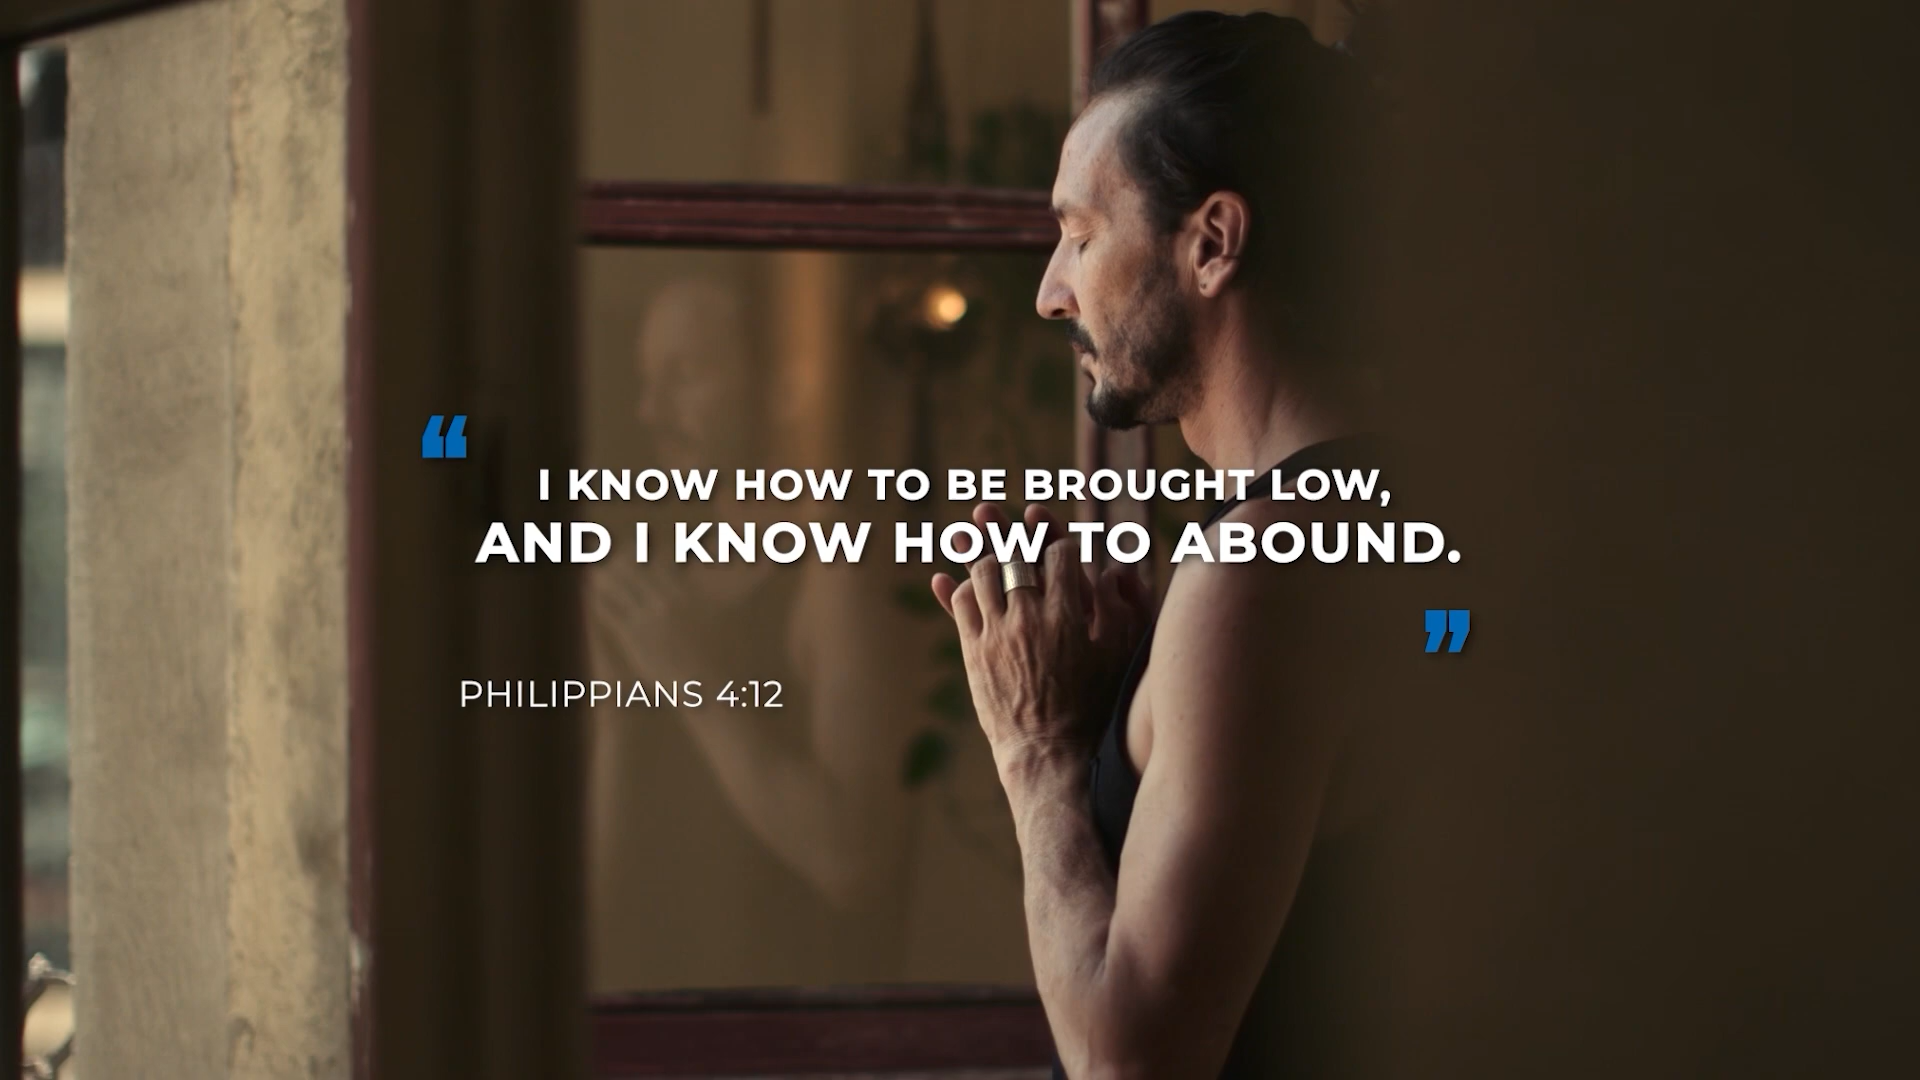 “
I KNOW HOW TO BE BROUGHT LOW,
AND I KNOW HOW TO ABOUND.
”
PHILIPPIANS 4:12